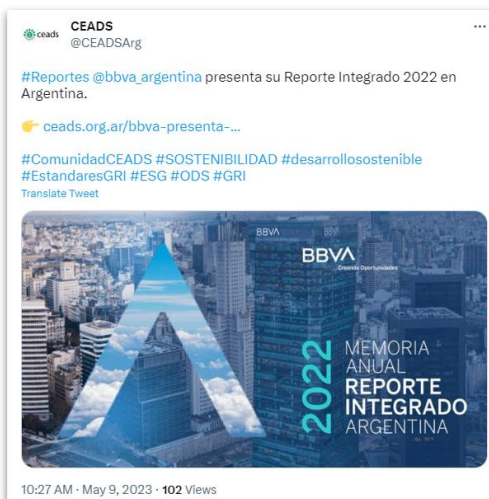 ceads
CEADS
@CEADSArg
#Reportes @bbva_argentina presenta su Reporte Integrado 2022 en
Argentina.
👉 ceads.org.ar/bbva-presenta-...
#ComunidadCEADS #SOSTENIBILIDAD #desarrollosostenible
#EstandaresGRI #ESG #ODS #GRI
Translate Tweet
BBVA
BBVA
BBVA
Creando Oportunidades
2022
MEMORIA
ANUAL
REPORTE
INTEGRADO
ARGENTINA
10:27 AM · May 9, 2023 · 102 Views